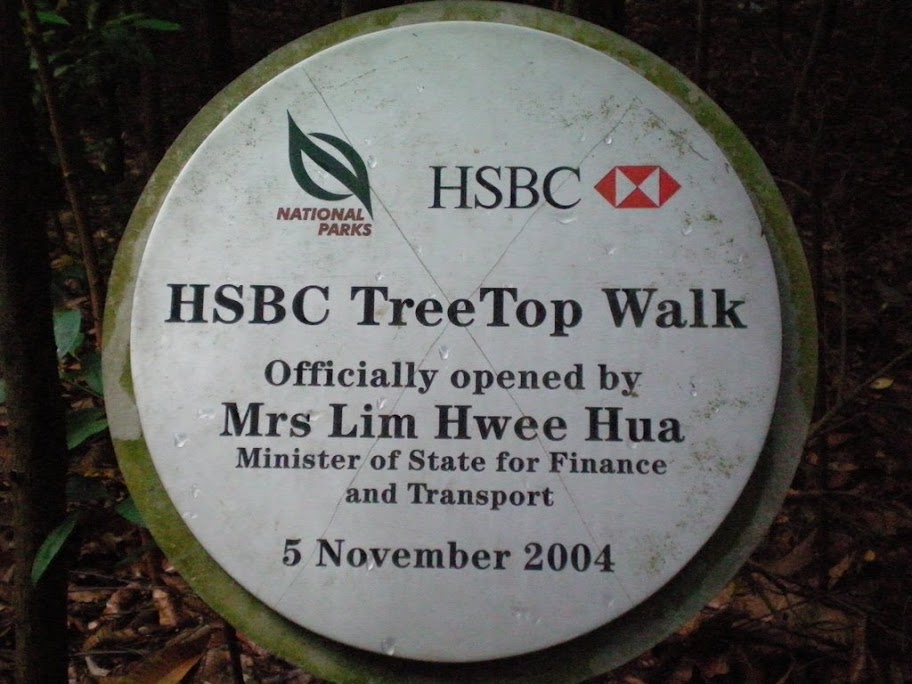 NATIONAL
PARKS
HSBC
HSBC TreeTop Walk
Officially opened by
Mrs Lim Hwee Hua
Minister of State for Finance
and Transport
5 November 2004